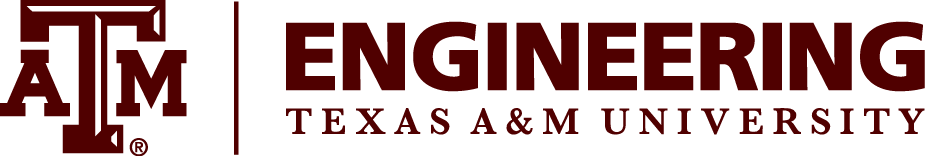 ATM®
ENGINEERING
TEXAS A&M UNIVERSITY